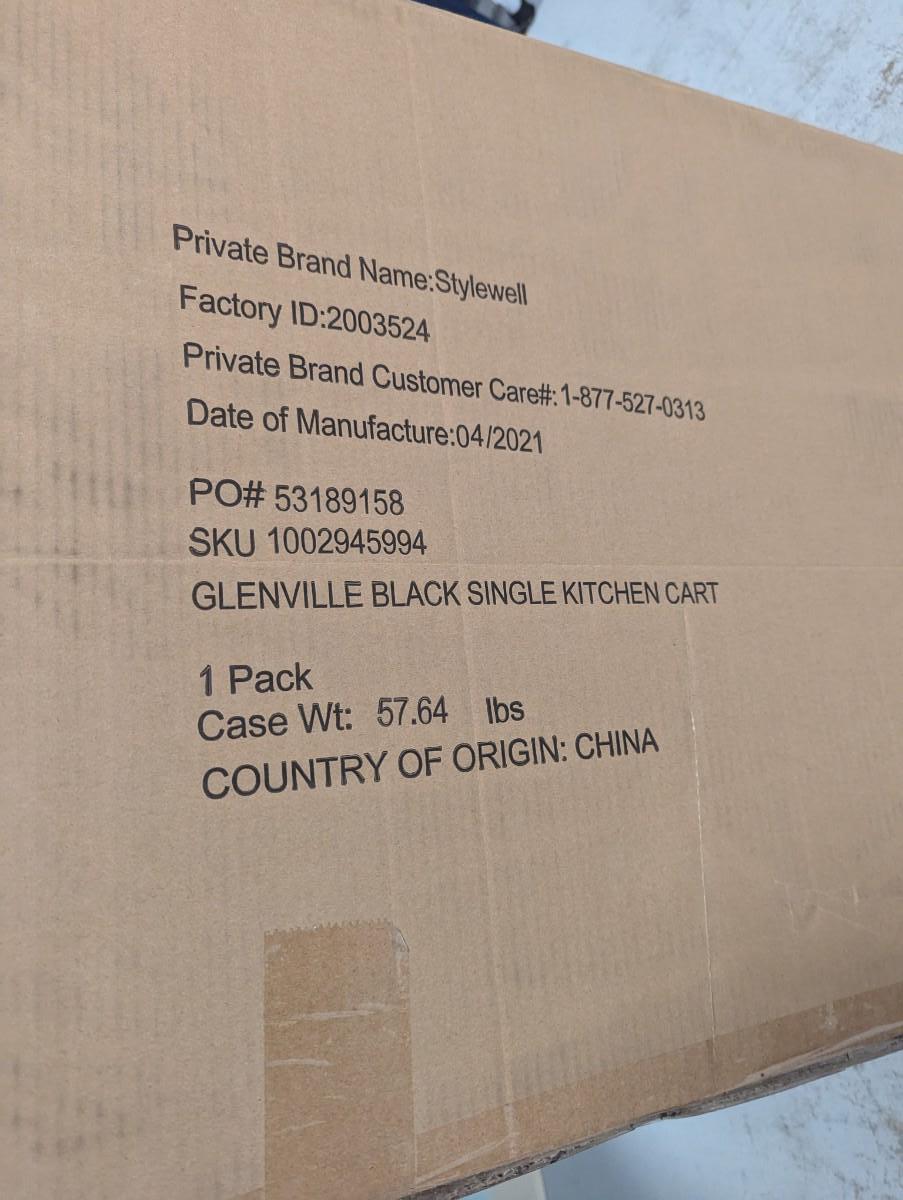 Private Brand Name:Stylewell
Factory ID:2003524
Private Brand Customer Care#:1-877-527-0313
Date of Manufacture:04/2021
PO# 53189158
SKU 1002945994
GLENVILLE BLACK SINGLE KITCHEN CART
1 Pack
Case Wt: 57.64 lbs
COUNTRY OF ORIGIN: CHINA